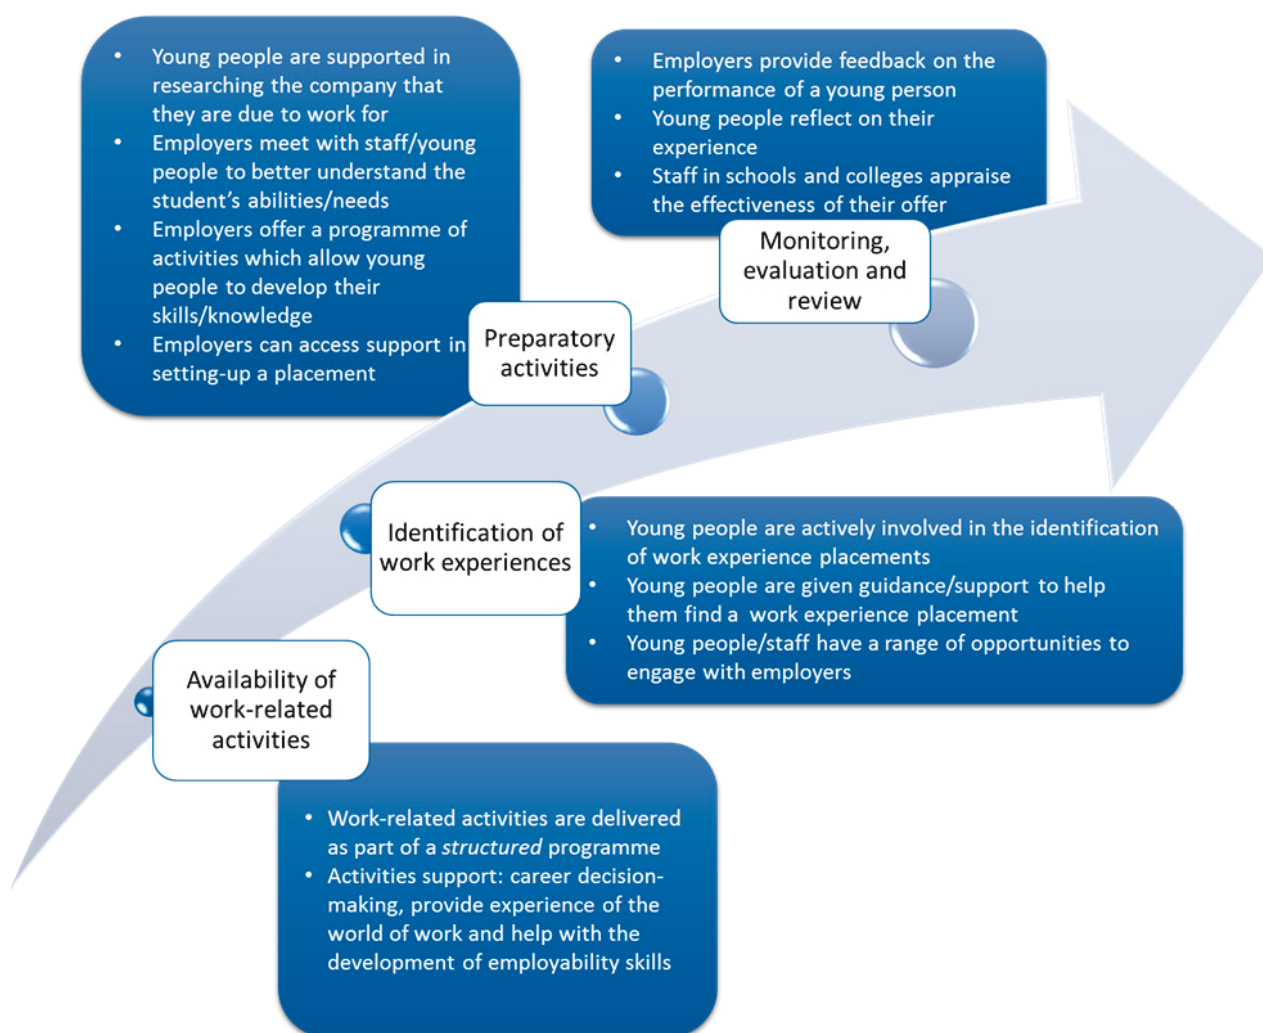 • Young people are supported in
researching the company that
they are due to work for
• Employers meet with staff/young
people to better understand the
student’s abilities/needs
• Employers offer a programme of
activities which allow young
people to develop their
skills/knowledge
• Employers can access support in
setting-up a placement
Preparatory
activities
• Employers provide feedback on the
performance of a young person
• Young people reflect on their
experience
• Staff in schools and colleges appraise
the effectiveness of their offer
Monitoring,
evaluation and
review
Identification of
work experiences
• Young people are actively involved in the identification
of work experience placements
• Young people are given guidance/support to help
them find a work experience placement
• Young people/staff have a range of opportunities to
engage with employers
Availability of
work-related
activities
• Work-related activities are delivered
as part of a structured programme
• Activities support: career decision-
making, provide experience of the
world of work and help with the
development of employability skills